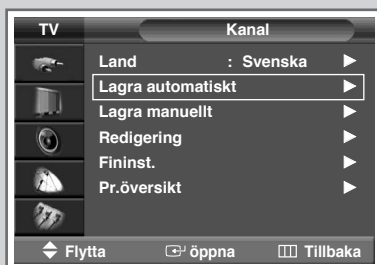 TV Kanal
Land : Svenska
Lagra automatiskt
Lagra manuellt
Redigering
Fininst.
Pr.översikt
Flytta öppna Tillbaka